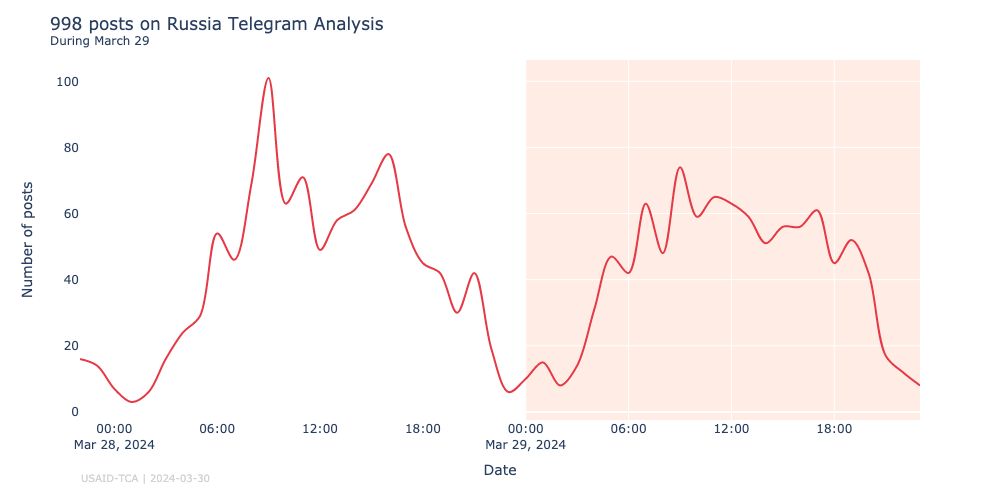 998 posts on Russia Telegram Analysis
During March 29
Number of posts
100
80
60
40
20
0
00:00 06:00 12:00 18:00 00:00 06:00 12:00 18:00
Mar 28, 2024 Mar 29, 2024
Date
USAID-TCA | 2024-03-30